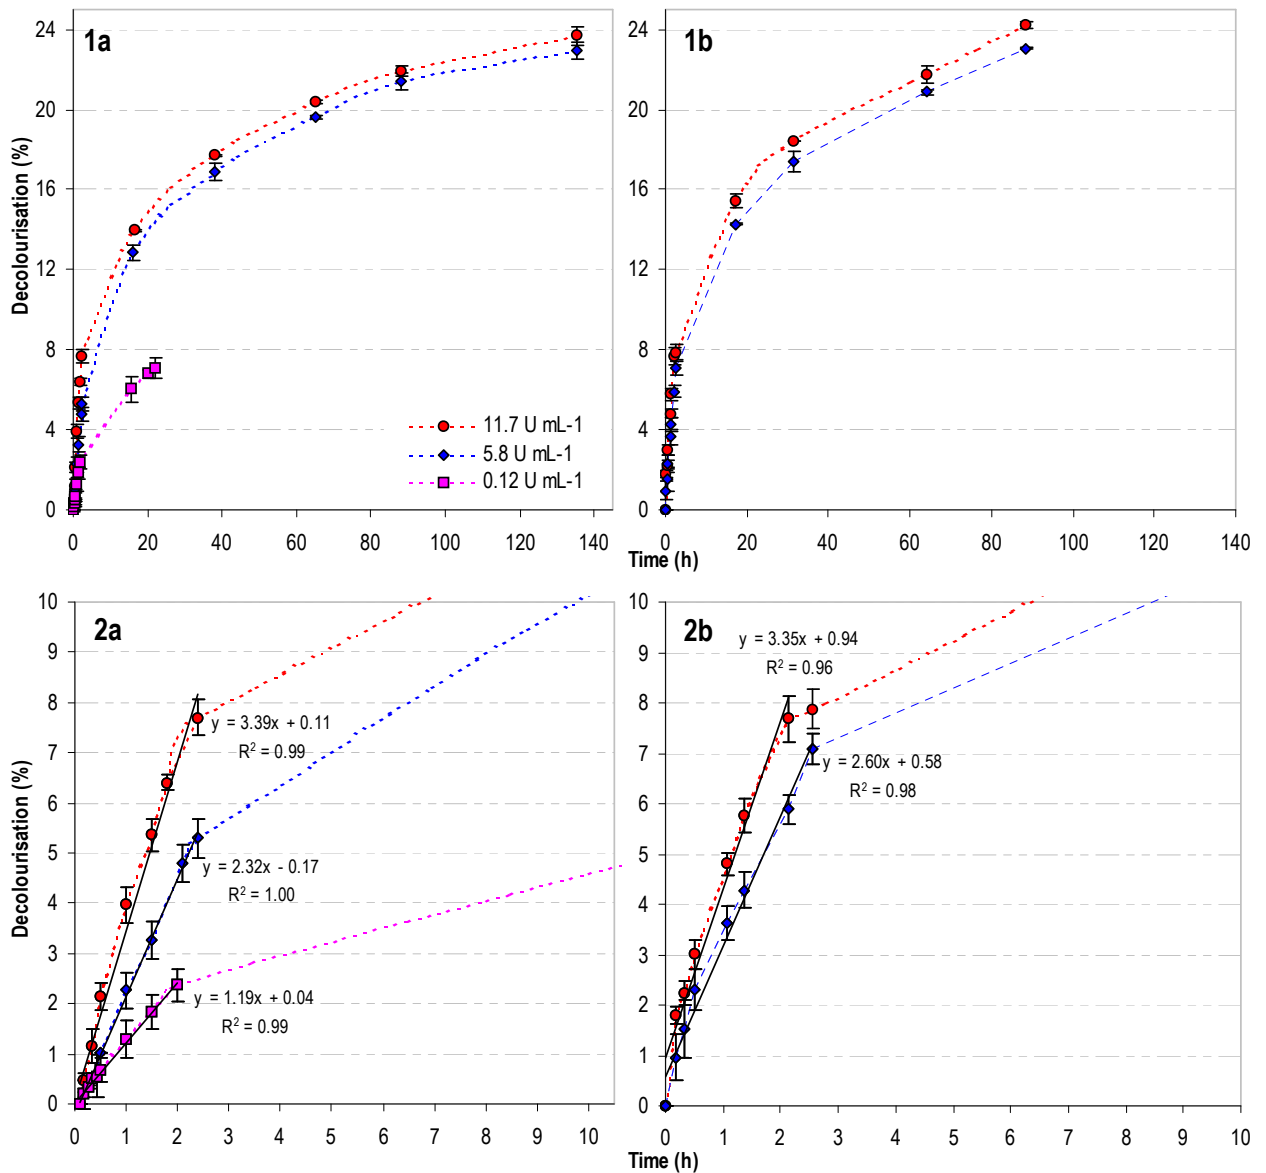 1a
1b
Decolourisation (%)
24
20
16
12
8
4
0
11.7 U mL-1
5.8 U mL-1
0.12 U mL-1
0 20 40 60 80 100 120 140
24
20
16
12
8
4
0
0 20 40 60 80 100 120 140
Time (h)
2a
2b
Decolourisation (%)
10
9
8
7
6
5
4
3
2
1
0
y = 3.39x + 0.11
R² = 0.99
y = 2.32x - 0.17
R² = 1.00
y = 1.19x + 0.04
R² = 0.99
0 1 2 3 4 5 6 7 8 9 10
10
9
8
7
6
5
4
3
2
1
0
y = 3.35x + 0.94
R² = 0.96
y = 2.60x + 0.58
R² = 0.98
0 1 2 3 4 5 6 7 8 9 10
Time (h)